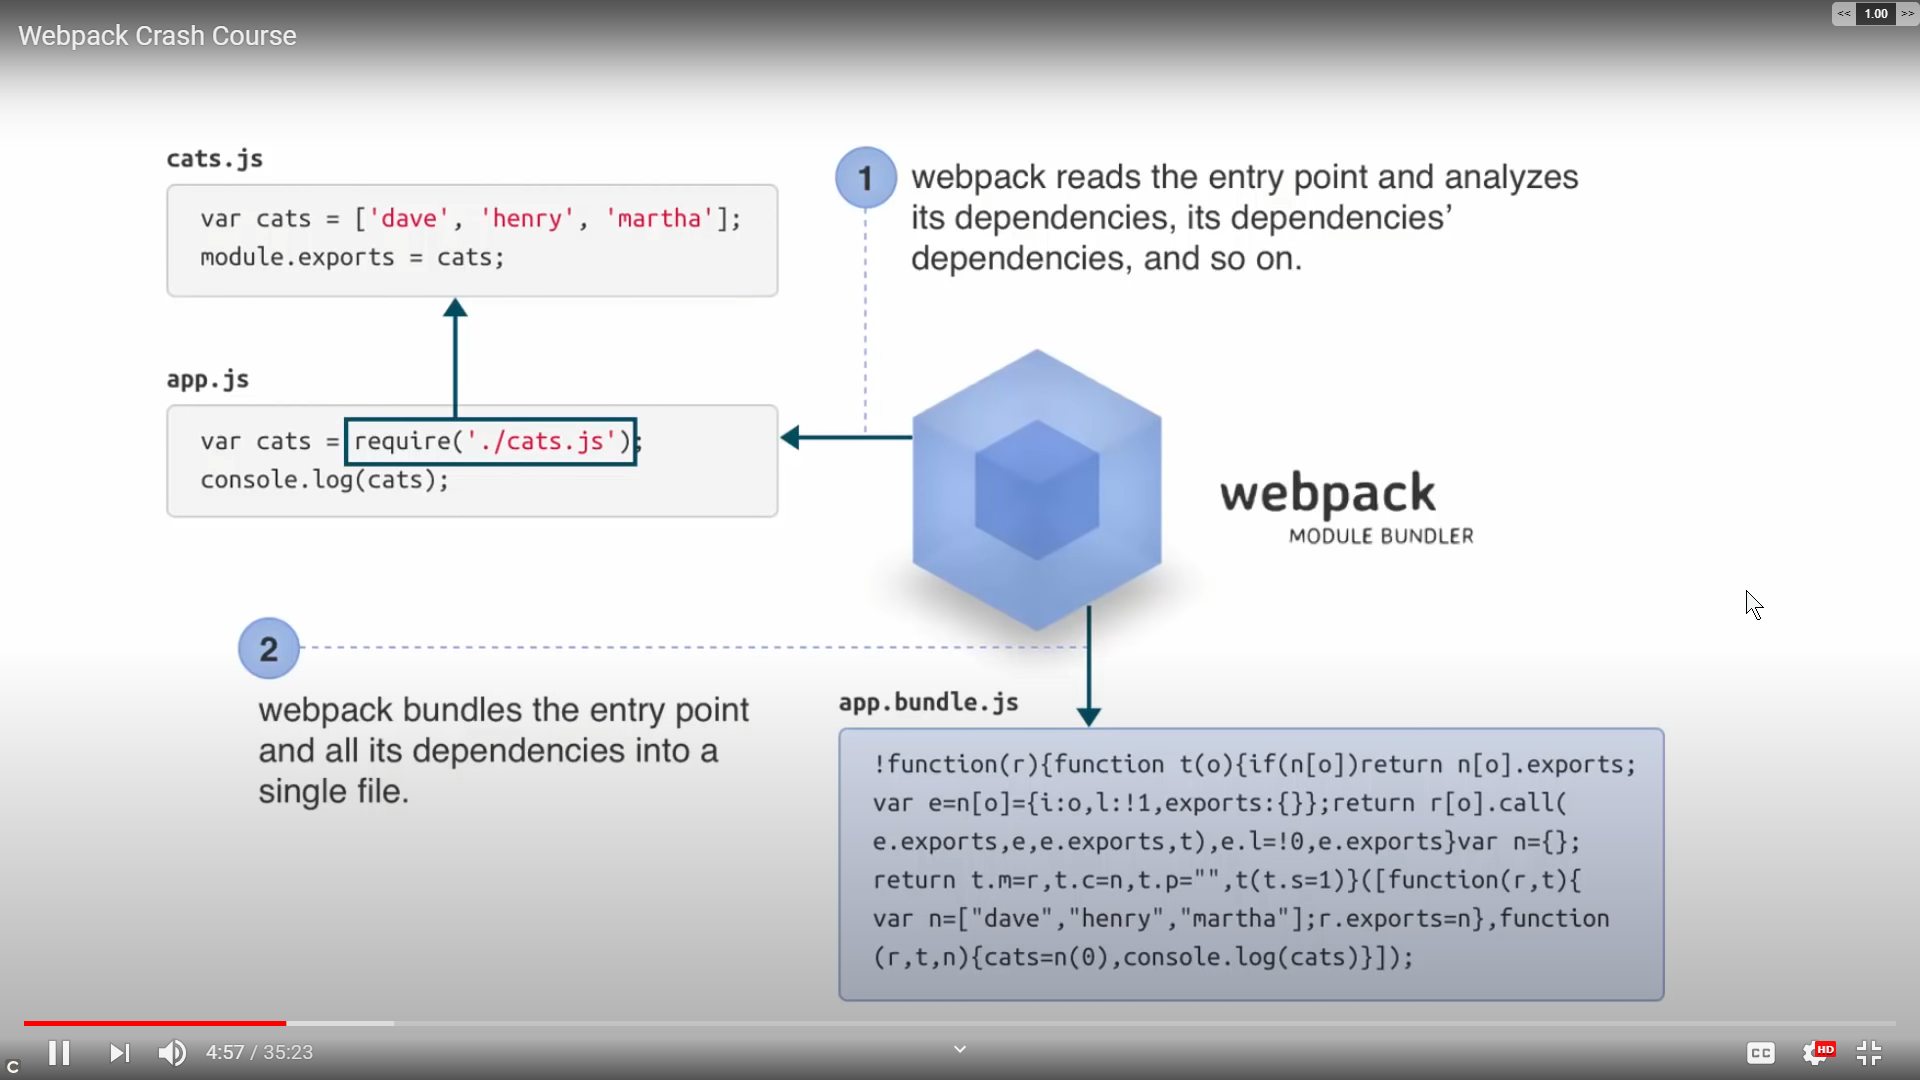 Webpack Crash Course
<< 1.00 >>
cats.js
var cats = ['dave', 'henry', 'martha'];
module.exports = cats;
1
webpack reads the entry point and analyzes
its dependencies, its dependencies’
dependencies, and so on.
app.js
var cats = require('./cats.js');
console.log(cats);
webpack
MODULE BUNDLER
2
webpack bundles the entry point
and all its dependencies into a
single file.
app.bundle.js
!function(r){function t(o){if(n[o])return n[o].exports;
var e=n[o]={i:o,l:!1,exports:{}};return r[o].call(
e.exports,e,e.exports,t),e.l=!0,e.exports}var n={};
return t.m=r,t.c=n,t.p="",t(t.s=1)}([function(r,t){
var n=["dave","henry","martha"];r.exports=n},function
(r,t,n){cats=n(0),console.log(cats)}]);
4:57 / 35:23
CC
HD
C